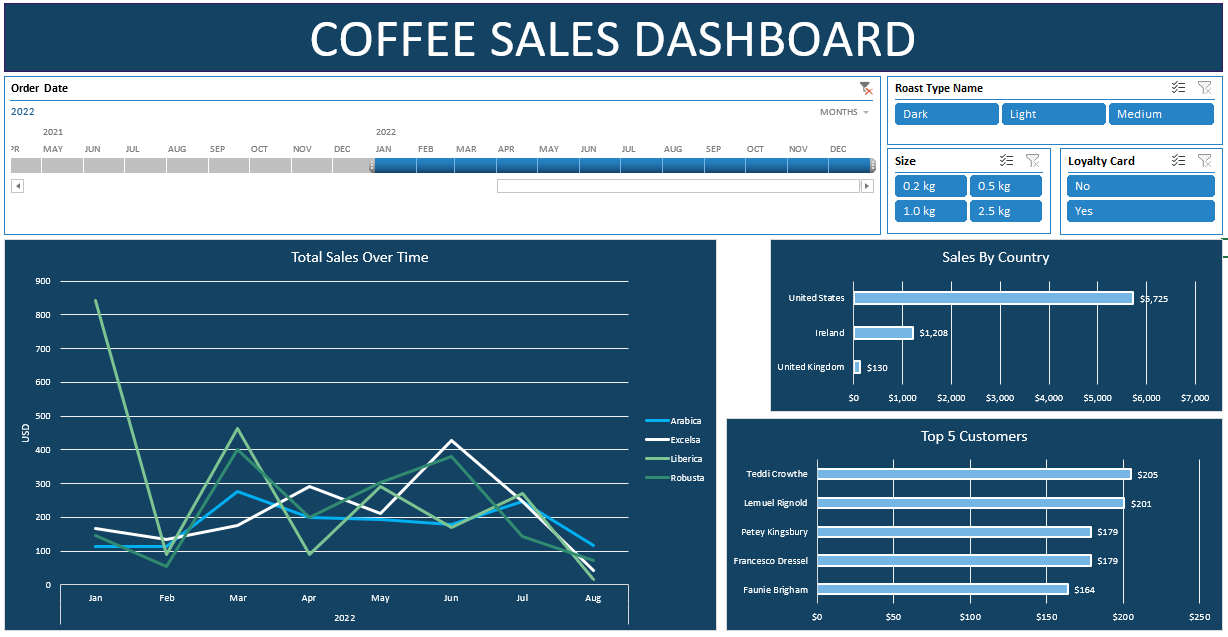 COFFEE SALES DASHBOARD
Order Date
2022
MONTHS
2021
2022
PR MAY JUN JUL AUG SEP OCT NOV DEC JAN FEB MAR APR MAY JUN JUL AUG SEP OCT NOV DEC
Roast Type Name
Dark Light Medium
Size
0.2 kg 0.5 kg
1.0 kg 2.5 kg
Loyalty Card
No
Yes
Total Sales Over Time
900
800
700
600
500
400
300
200
100
0
USD
Jan Feb Mar Apr May Jun Jul Aug
2022
Arabica
Excelsa
Liberica
Robusta
Sales By Country
United States $5,725
Ireland $1,208
United Kingdom $130
$0 $1,000 $2,000 $3,000 $4,000 $5,000 $6,000 $7,000
Top 5 Customers
Teddi Crowthe $205
Lemuel Rignold $201
Petey Kingsbury $179
Francesco Dressel $179
Faunie Brigham $164
$0 $50 $100 $150 $200 $250